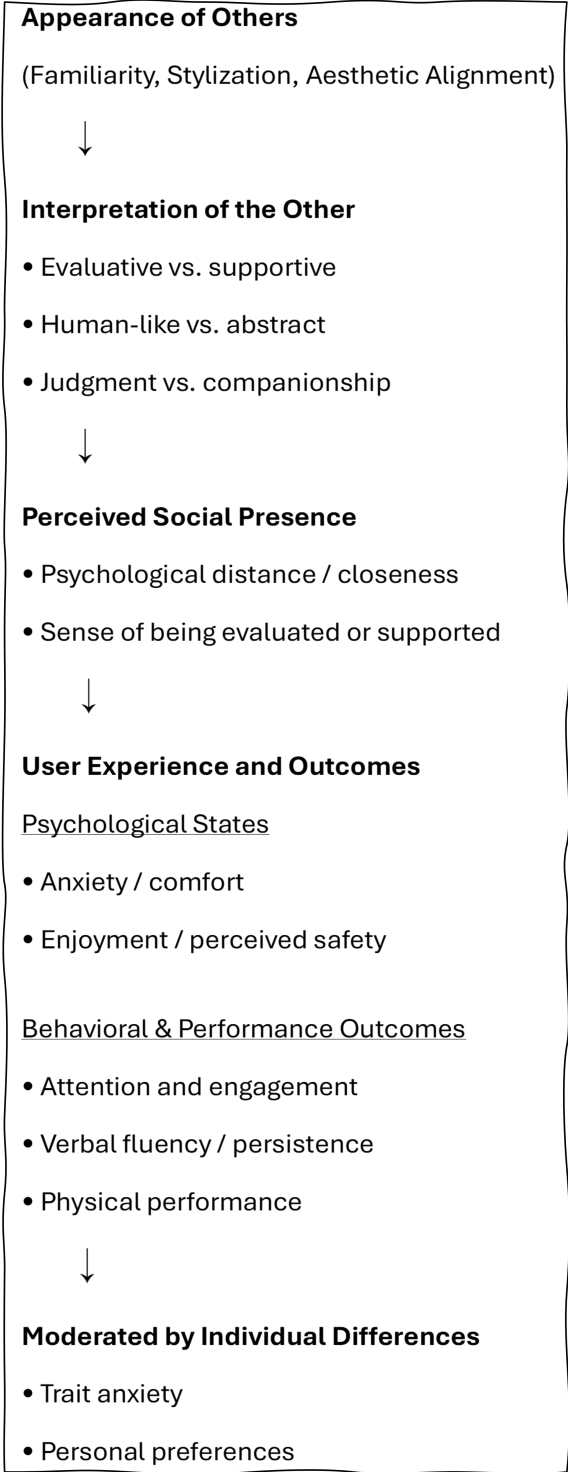 Appearance of Others
(Familiarity, Stylization, Aesthetic Alignment)
↓
Interpretation of the Other
• Evaluative vs. supportive
• Human-like vs. abstract
• Judgment vs. companionship
↓
Perceived Social Presence
• Psychological distance / closeness
• Sense of being evaluated or supported
↓
User Experience and Outcomes
Psychological States
• Anxiety / comfort
• Enjoyment / perceived safety
Behavioral & Performance Outcomes
• Attention and engagement
• Verbal fluency / persistence
• Physical performance
↓
Moderated by Individual Differences
• Trait anxiety
• Personal preferences